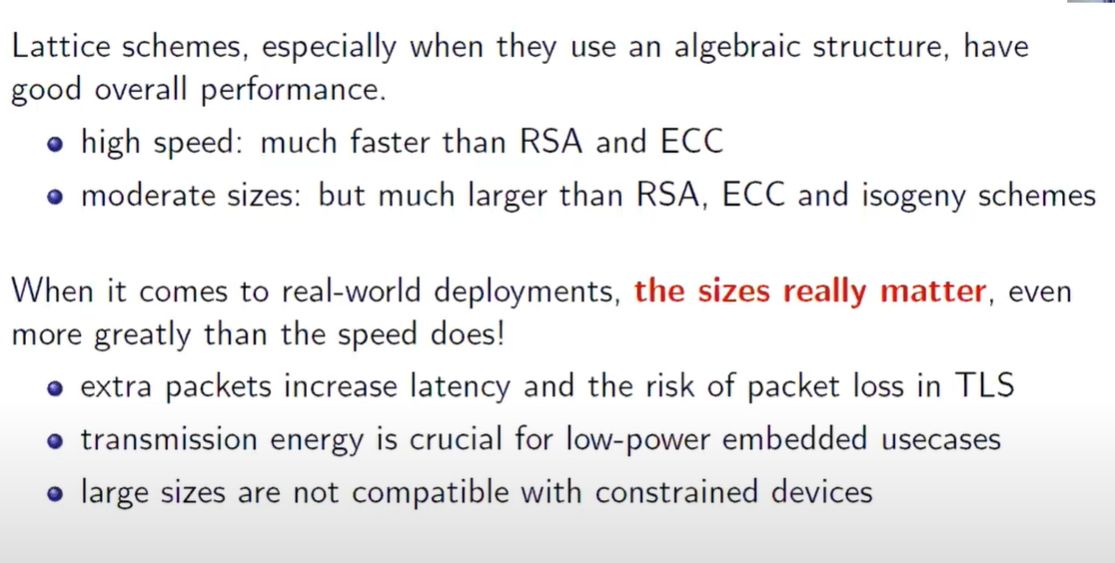 Lattice schemes, especially when they use an algebraic structure, have
good overall performance.
high speed: much faster than RSA and ECC
moderate sizes: but much larger than RSA, ECC and isogeny schemes
When it comes to real-world deployments, the sizes really matter, even
more greatly than the speed does!
extra packets increase latency and the risk of packet loss in TLS
transmission energy is crucial for low-power embedded usecases
large sizes are not compatible with constrained devices